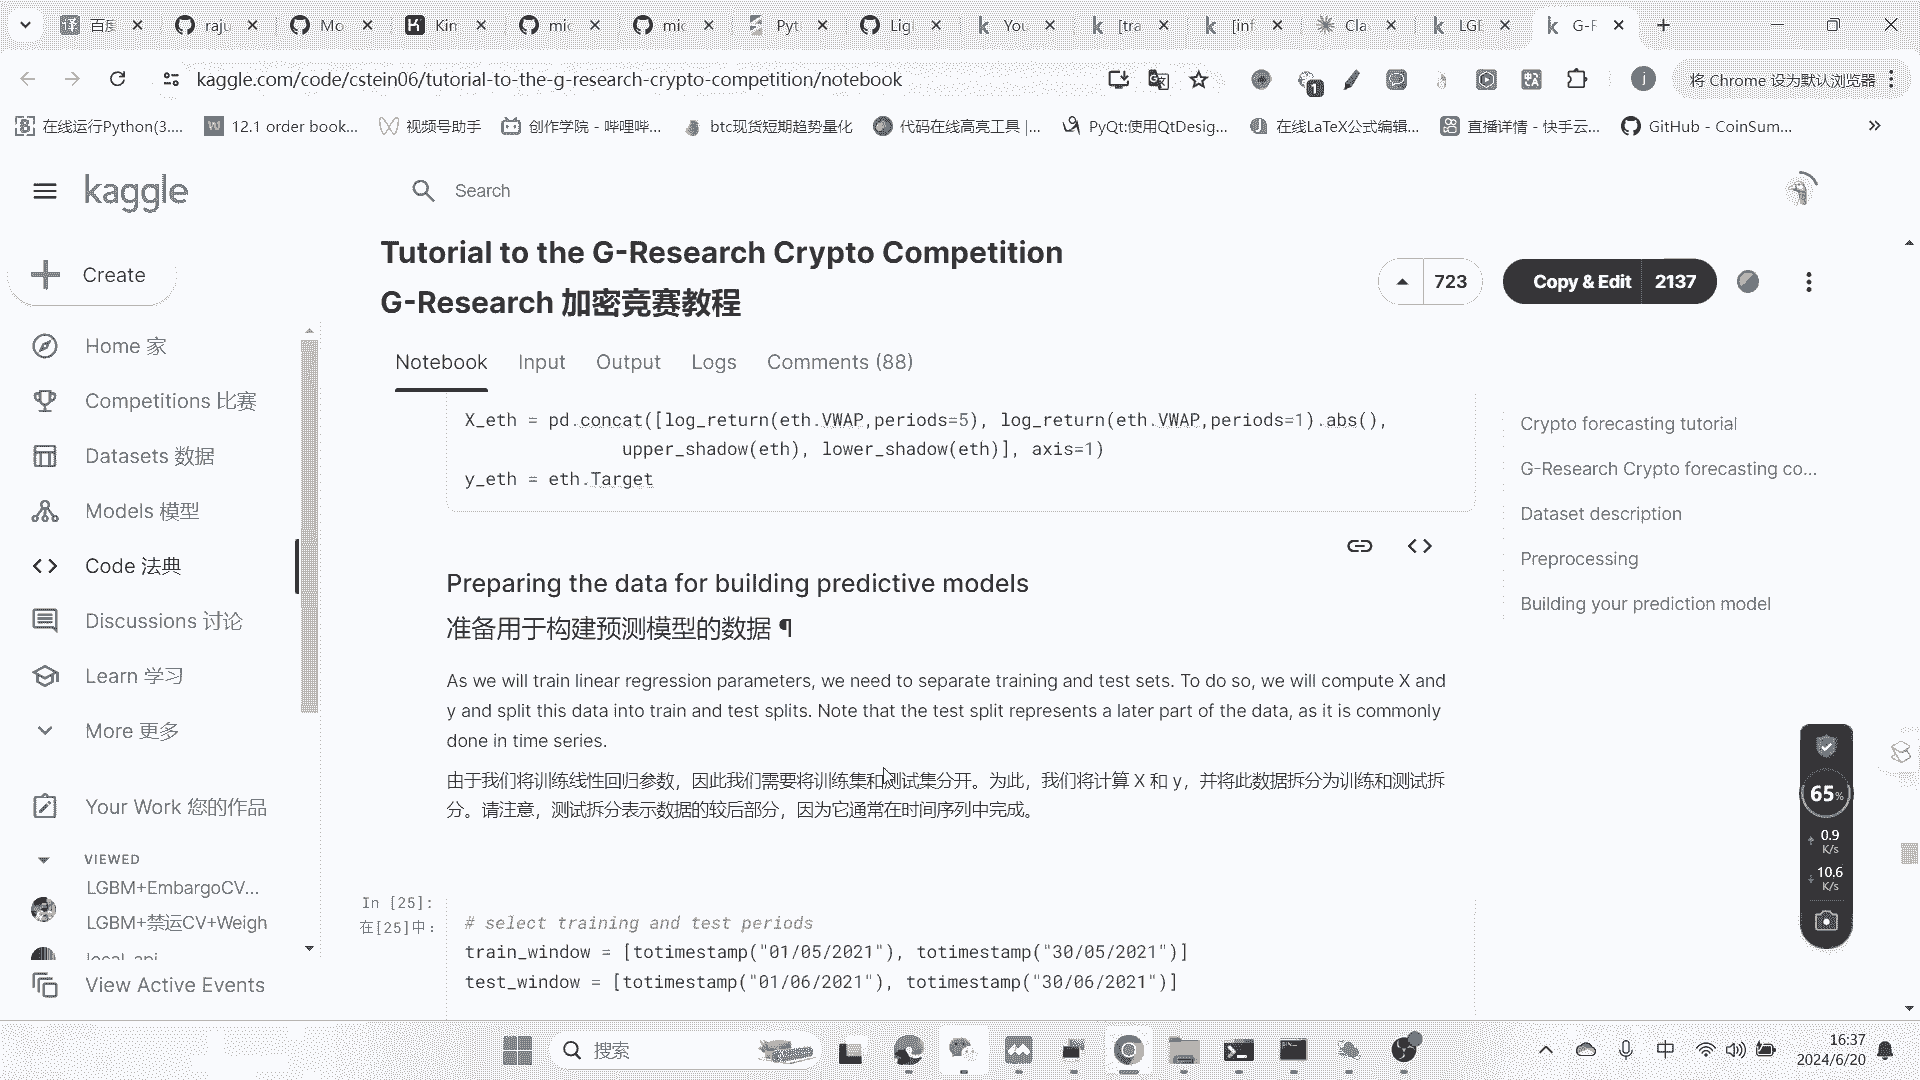 百度
raju
Mo
Kin
mic
mic
Pyt
Ligl
You
[tra
[inf
Cla
LGE
G-F
kaggle.com/code/cstein06/tutorial-to-the-g-research-crypto-competition/notebook
1
j
将 Chrome 设为默认浏览器
在线运行Python(3....
12.1 order book...
视频号助手
创作学院 - 哔哩哔...
btc现货短期趋势量化
代码在线高亮工具 |...
PyQt:使用QtDesig...
在线LaTeX公式编辑...
直播详情 - 快手云...
GitHub - CoinSum...
kaggle
Search
Create
Home 家
Competitions 比赛
Datasets 数据
Models 模型
Code 法典
Discussions 讨论
Learn 学习
More 更多
Your Work 您的作品
VIEWED
LGBM+EmbargoCV...
LGBM+禁运CV+Weigh
local_api
View Active Events
Tutorial to the G-Research Crypto Competition
G-Research 加密竞赛教程
723
Copy & Edit
2137
Notebook
Input
Output
Logs
Comments (88)
X_eth = pd.concat([log_return(eth.VWAP,periods=5), log_return(eth.VWAP,periods=1).abs(),
upper_shadow(eth), lower_shadow(eth)], axis=1)
y_eth = eth.Target
Preparing the data for building predictive models
准备用于构建预测模型的数据 ¶
As we will train linear regression parameters, we need to separate training and test sets. To do so, we will compute X and
y and split this data into train and test splits. Note that the test split represents a later part of the data, as it is commonly
done in time series.
由于我们将训练线性回归参数，因此我们需要将训练集和测试集分开。为此，我们将计算 X 和 y，并将此数据拆分为训练和测试拆
分。请注意，测试拆分表示数据的较后部分，因为它通常在时间序列中完成。
In [25]:
在[25]中：
# select training and test periods
train_window = [totimestamp("01/05/2021"), totimestamp("30/05/2021")]
test_window = [totimestamp("01/06/2021"), totimestamp("30/06/2021")]
Crypto forecasting tutorial
G-Research Crypto forecasting co...
Dataset description
Preprocessing
Building your prediction model
65%
0.9
K/s
10.6
K/s
搜索
中
16:37
2024/6/20